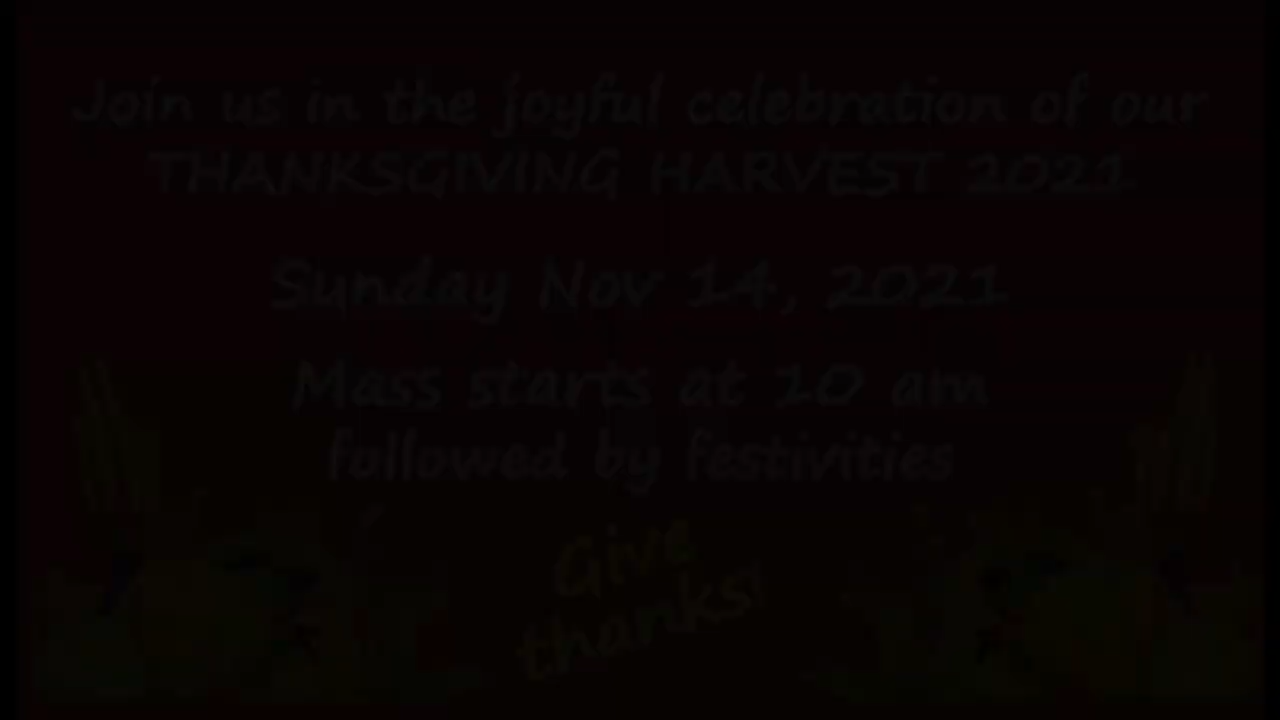 Join us in the joyful celebration of our
THANKSGIVING HARVEST 2021
Sunday Nov 14, 2021
Mass starts at 10 am
followed by festivities
Give
thanks!